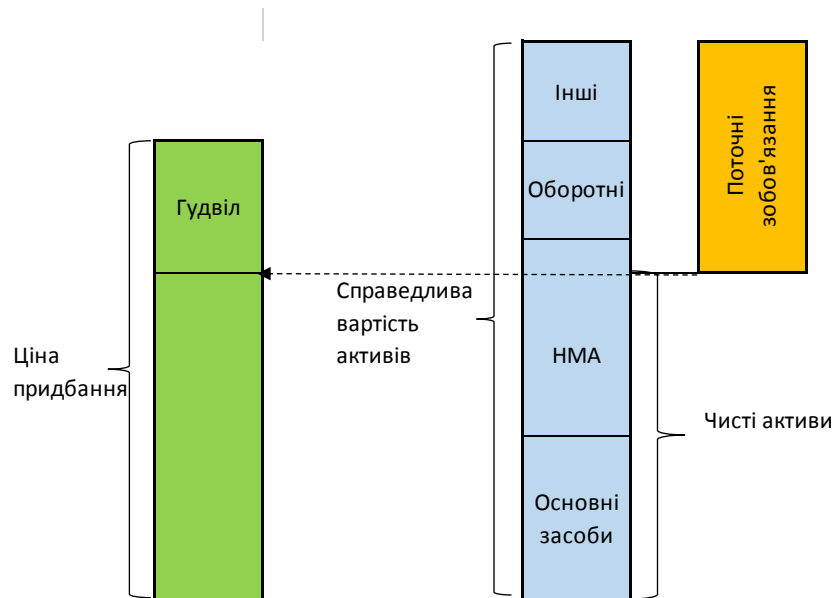 Гудвіл
Ціна
придбання
Справедлива
вартість
активів
Інші
Оборотні
НМА
Основні
засоби
Поточні
зобов'язання
Чисті активи